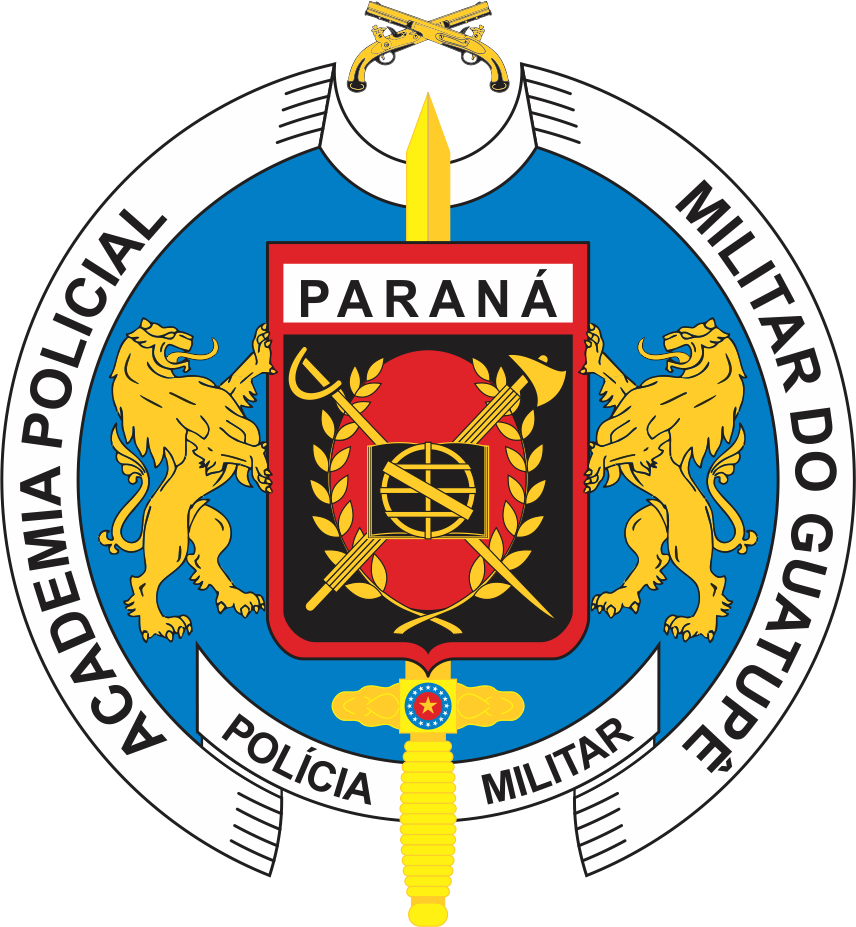 ACADEMIA POLICIAL
MILITAR DO GUATUPÊ
PARANÁ
POLÍCIA MILITAR